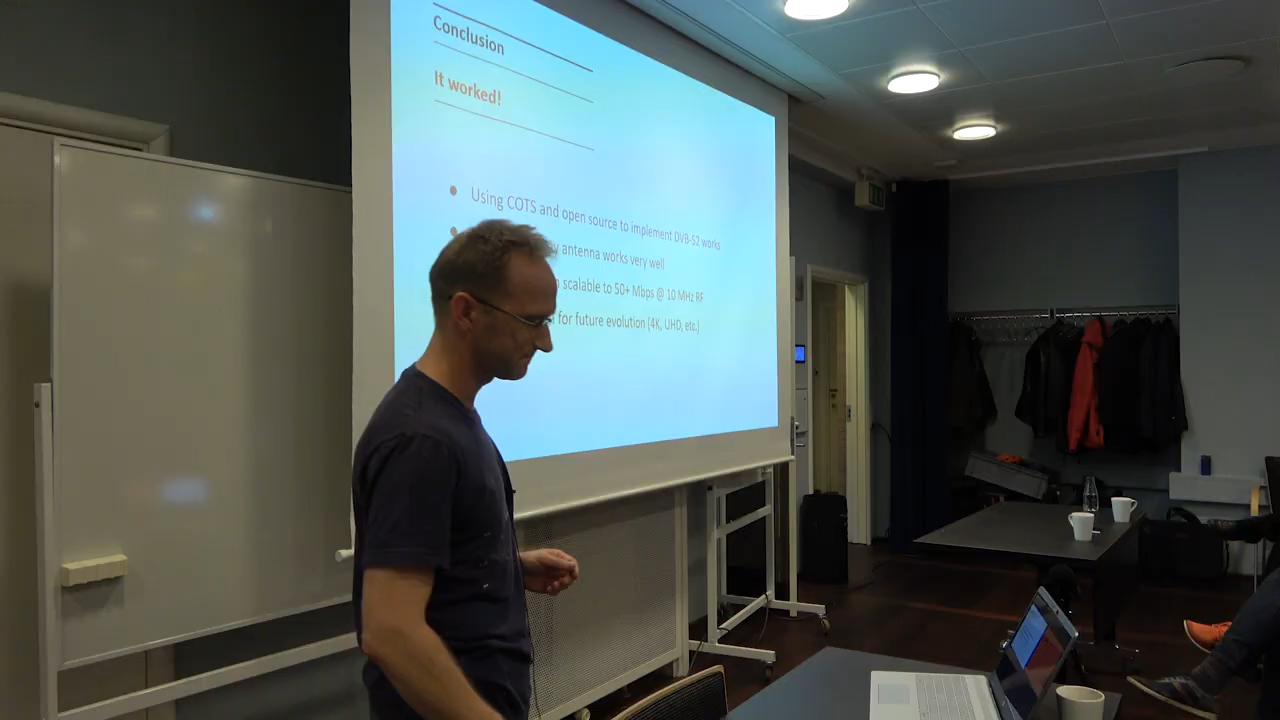 Conclusion
It worked!
Using COTS and open source to implement DVB-S2 works
antenna works very well
scalable to 50+ Mbps @ 10 MHz RF
for future evolution (4K, UHD, etc.)